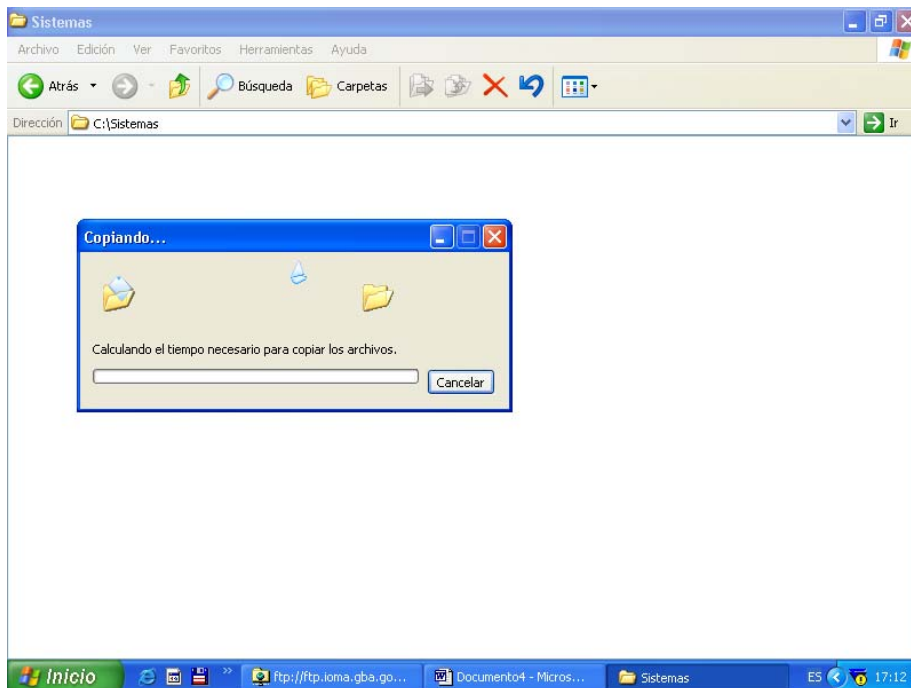 Sistemas
Archivo Edición Ver Favoritos Herramientas Ayuda
Atrás Búsqueda Carpetas
Dirección C:\Sistemas Ir
Copiando...
Calculando el tiempo necesario para copiar los archivos.
Cancelar
Inicio ftp://ftp.ioma.gba.go... Documento4 - Micros... Sistemas ES 17:12